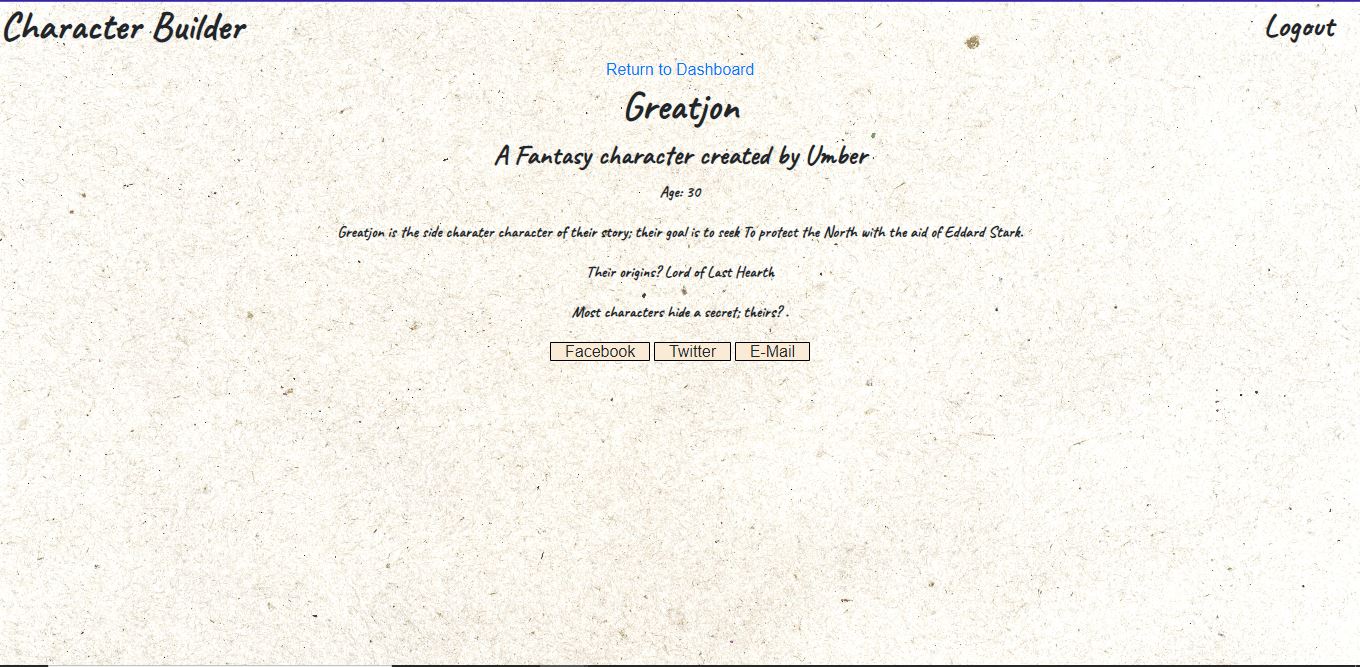 Character Builder
Logout
Return to Dashboard
Greatjon
A Fantasy character created by Umber
Age: 30
Greatjon is the side charater character of their story; their goal is to seek To protect the North with the aid of Eddard Stark.
Their origins? Lord of Last Hearth
Most characters hide a secret; theirs? .
Facebook Twitter E-Mail